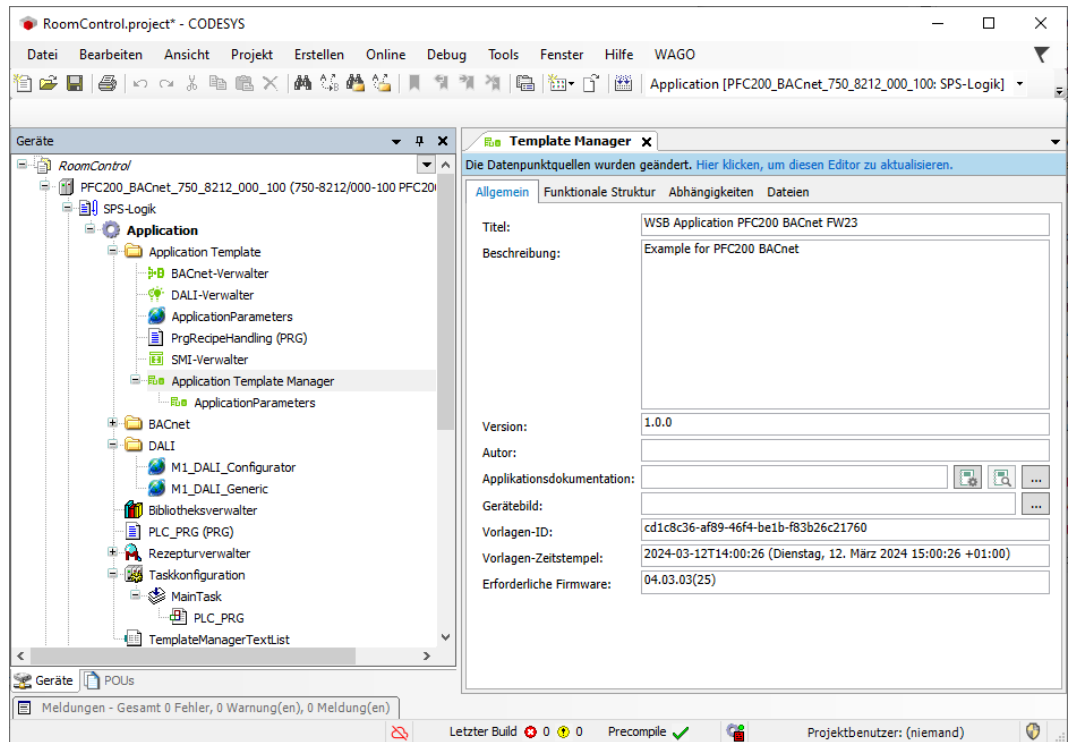 RoomControl.project* - CODESYS
Datei Bearbeiten Ansicht Projekt Erstellen Online Debug Tools Fenster Hilfe WAGO
Application [PFC200_BACnet_750_8212_000_100: SPS-Logik]
Geräte
RoomControl
PFC200_BACnet_750_8212_000_100 (750-8212/000-100 PFC20
SPS-Logik
Application
Application Template
BACnet-Verwalter
DALI-Verwalter
ApplicationParameters
PrgRecipeHandling (PRG)
SMI-Verwalter
Application Template Manager
ApplicationParameters
BACnet
DALI
M1_DALI_Configurator
M1_DALI_Generic
Bibliotheksverwalter
PLC_PRG (PRG)
Rezepturverwalter
Taskkonfiguration
MainTask
PLC_PRG
TemplateManagerTextList
Geräte POUs
Template Manager
Die Datenpunktquellen wurden geändert. Hier klicken, um diesen Editor zu aktualisieren.
Allgemein Funktionale Struktur Abhängigkeiten Dateien
Titel: WSB Application PFC200 BACnet FW23
Beschreibung: Example for PFC200 BACnet
Version: 1.0.0
Autor:
Applikationsdokumentation: ...
Gerätebild: ...
Vorlagen-ID: cd1c8c36-af89-46f4-be1b-f83b26c21760
Vorlagen-Zeitstempel: 2024-03-12T14:00:26 (Dienstag, 12. März 2024 15:00:26 +01:00)
Erforderliche Firmware: 04.03.03(25)
Meldungen - Gesamt 0 Fehler, 0 Warnung(en), 0 Meldung(en)
Letzter Build 0 0 Precompile Projektbenutzer: (niemand)